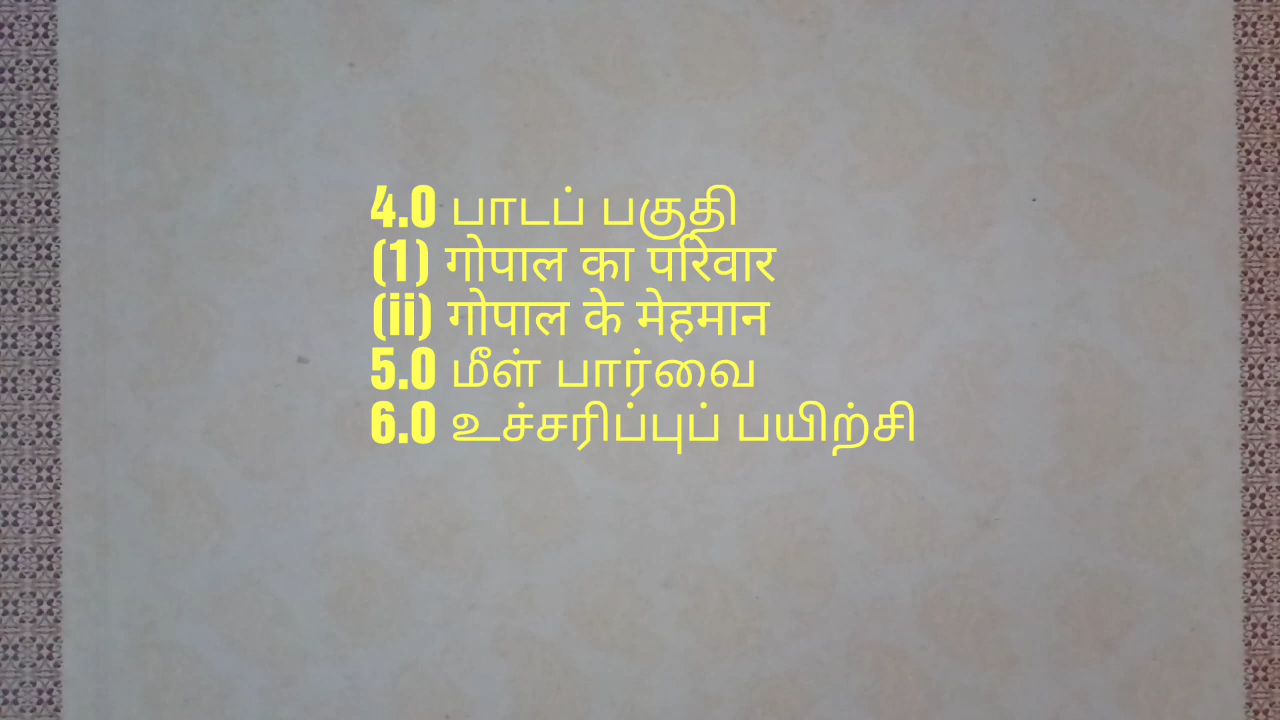 4.0 பாடப் பகுதி
(1) गोपाल का परिवार
(ii) गोपाल के मेहमान
5.0 மீள் பார்வை
6.0 உச்சரிப்புப் பயிற்சி